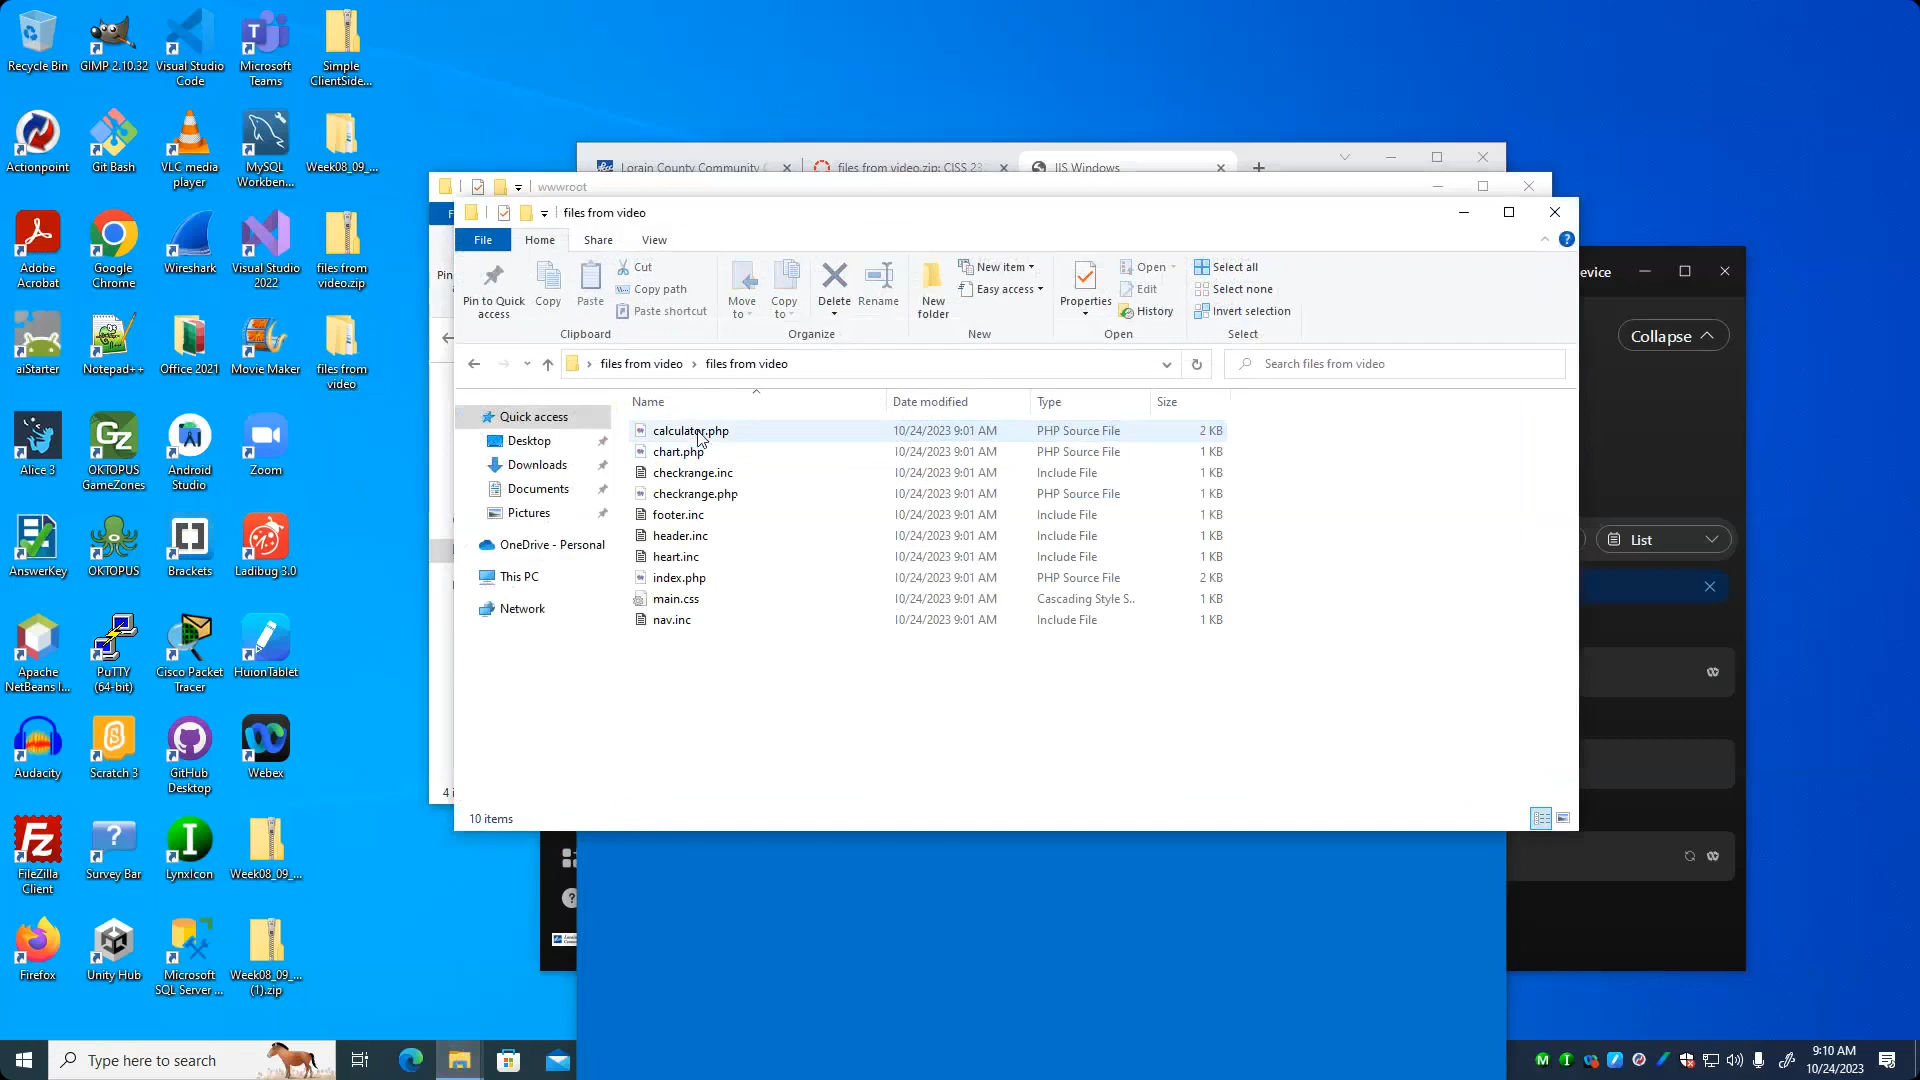 Recycle Bin
GIMP 2.10.32
Visual Studio
Code
Microsoft
Teams
Simple
ClientSide...
Actionpoint
Git Bash
VLC media
player
MySQL
Workben...
Week08_09_...
Adobe
Acrobat
Google
Chrome
Wireshark
Visual Studio
2022
files from
video.zip
aiStarter
Notepad++
Office 2021
Movie Maker
files from
video
Alice 3
OKTOPUS
GameZones
Android
Studio
Zoom
AnswerKey
OKTOPUS
Brackets
Ladibug 3.0
Apache
NetBeans I...
PuTTY
(64-bit)
Cisco Packet
Tracer
HuionTablet
Audacity
Scratch 3
GitHub
Desktop
Webex
FileZilla
Client
Survey Bar
LynxIcon
Week08_09_...
Firefox
Unity Hub
Microsoft
SQL Server ...
Week08_09_...
(1).zip
Lorain County Community
files from video.zip: CISS 23
IIS Windows
wwwroot
files from video
File
Home
Share
View
Pin to Quick
access
Copy
Paste
Cut
Copy path
Paste shortcut
Clipboard
Move
to
Copy
to
Delete
Rename
Organize
New
folder
New item
Easy access
New
Properties
Open
Edit
History
Open
Select all
Select none
Invert selection
Select
files from video
files from video
Search files from video
Quick access
Desktop
Downloads
Documents
Pictures
OneDrive - Personal
This PC
Network
Name Date modified Type Size
calculator.php 10/24/2023 9:01 AM PHP Source File 2 KB
chart.php 10/24/2023 9:01 AM PHP Source File 1 KB
checkrange.inc 10/24/2023 9:01 AM Include File 1 KB
checkrange.php 10/24/2023 9:01 AM PHP Source File 1 KB
footer.inc 10/24/2023 9:01 AM Include File 1 KB
header.inc 10/24/2023 9:01 AM Include File 1 KB
heart.inc 10/24/2023 9:01 AM Include File 1 KB
index.php 10/24/2023 9:01 AM PHP Source File 2 KB
main.css 10/24/2023 9:01 AM Cascading Style S..
nav.inc 10/24/2023 9:01 AM Include File 1 KB
1 KB
10 items
Pin
4 i
evice
Collapse
List
Type here to search
9:10 AM
10/24/2023